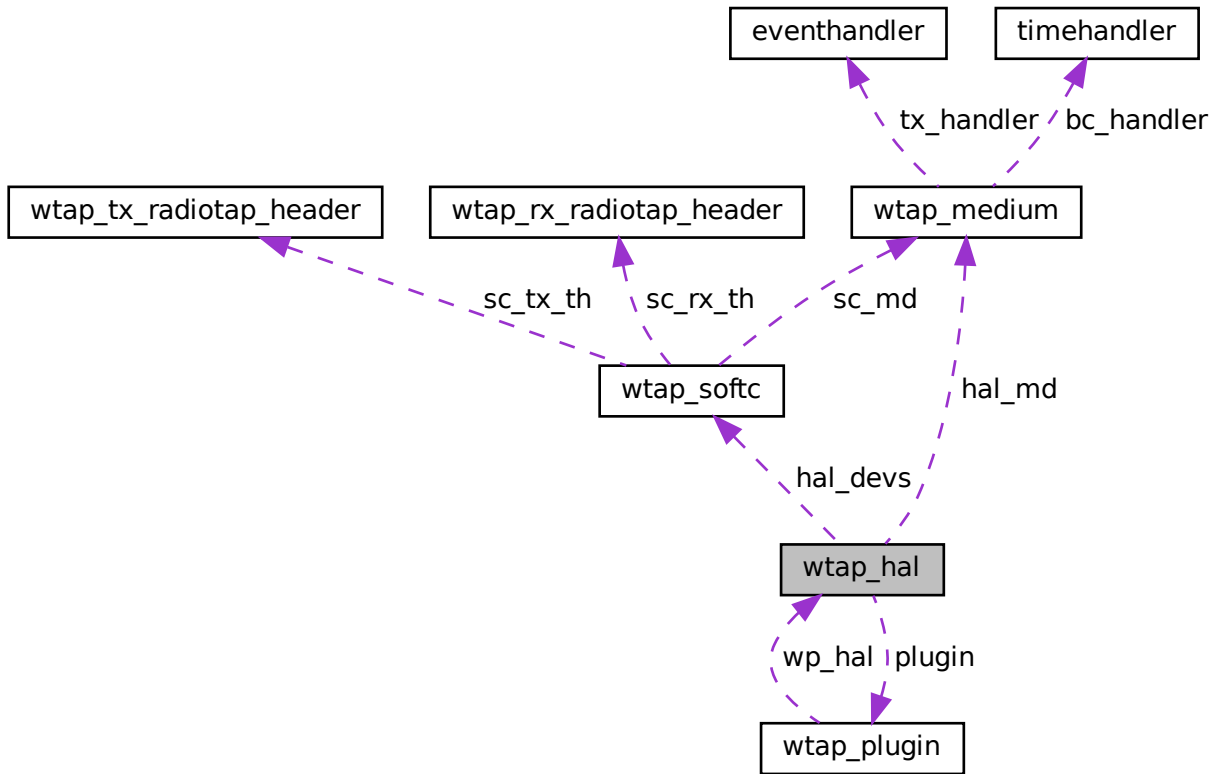 eventhandler
timehandler
tx_handler
bc_handler
wtap_tx_radiotap_header
wtap_rx_radiotap_header
wtap_medium
sc_tx_th
sc_rx_th
sc_md
wtap_softc
hal_md
hal_devs
wtap_hal
wp_hal
plugin
wtap_plugin